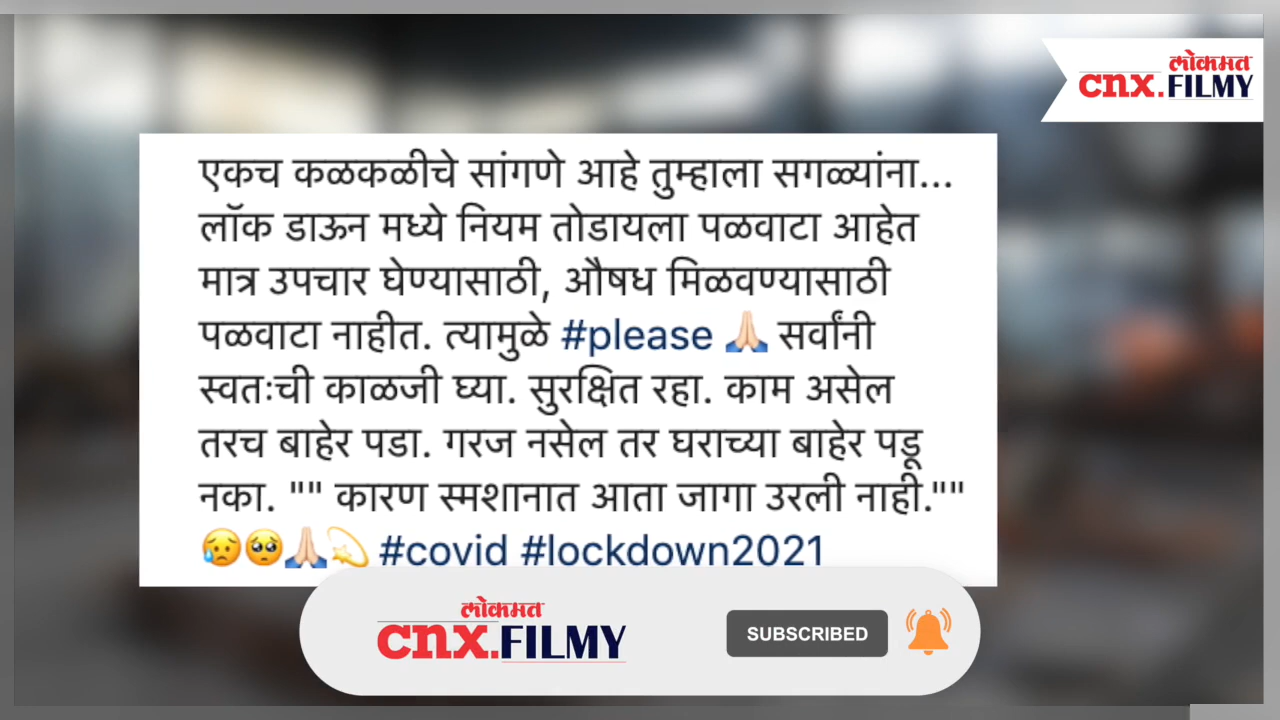 लोकमत
cnx.FILMY
एकच कळकळीचे सांगणे आहे तुम्हाला सगळ्यांना...
लॉक डाऊन मध्ये नियम तोडायला पळवाटा आहेत
मात्र उपचार घेण्यासाठी, औषध मिळवण्यासाठी
पळवाटा नाहीत. त्यामुळे #please 🙏🏻 सर्वांनी
स्वतःची काळजी घ्या. सुरक्षित रहा. काम असेल
तरच बाहेर पडा. गरज नसेल तर घराच्या बाहेर पडू
नका. "" कारण स्मशानात आता जागा उरली नाही.""
😥🥺🙏🏻💫 #covid #lockdown2021
लोकमत
cnx.FILMY
SUBSCRIBED